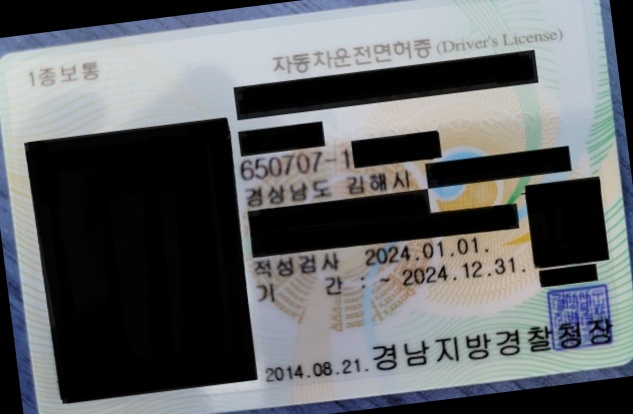 1종보통
자동차운전면허증 (Driver's License)
650707-1
경상남도 김해시
적성검사 2024.01.01.
기 간 : ~ 2024.12.31.
2014.08.21. 경남지방경찰청장